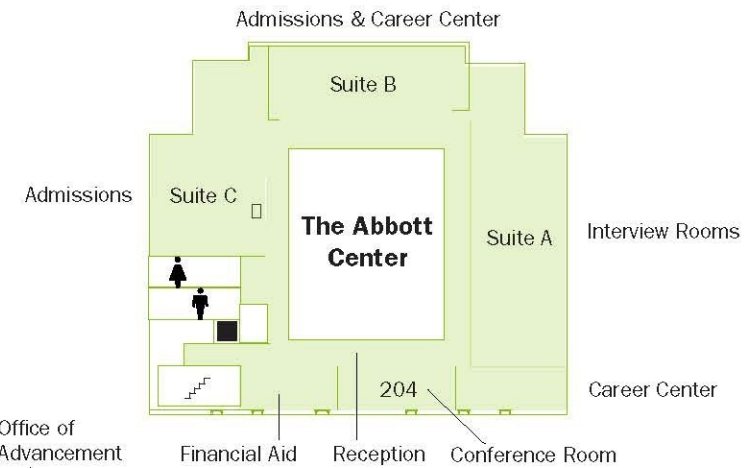 Admissions & Career Center
Suite B
Admissions
Suite C
The Abbott
Center
Suite A
Interview Rooms
204
Career Center
Office of
Advancement
Financial Aid
Reception
Conference Room